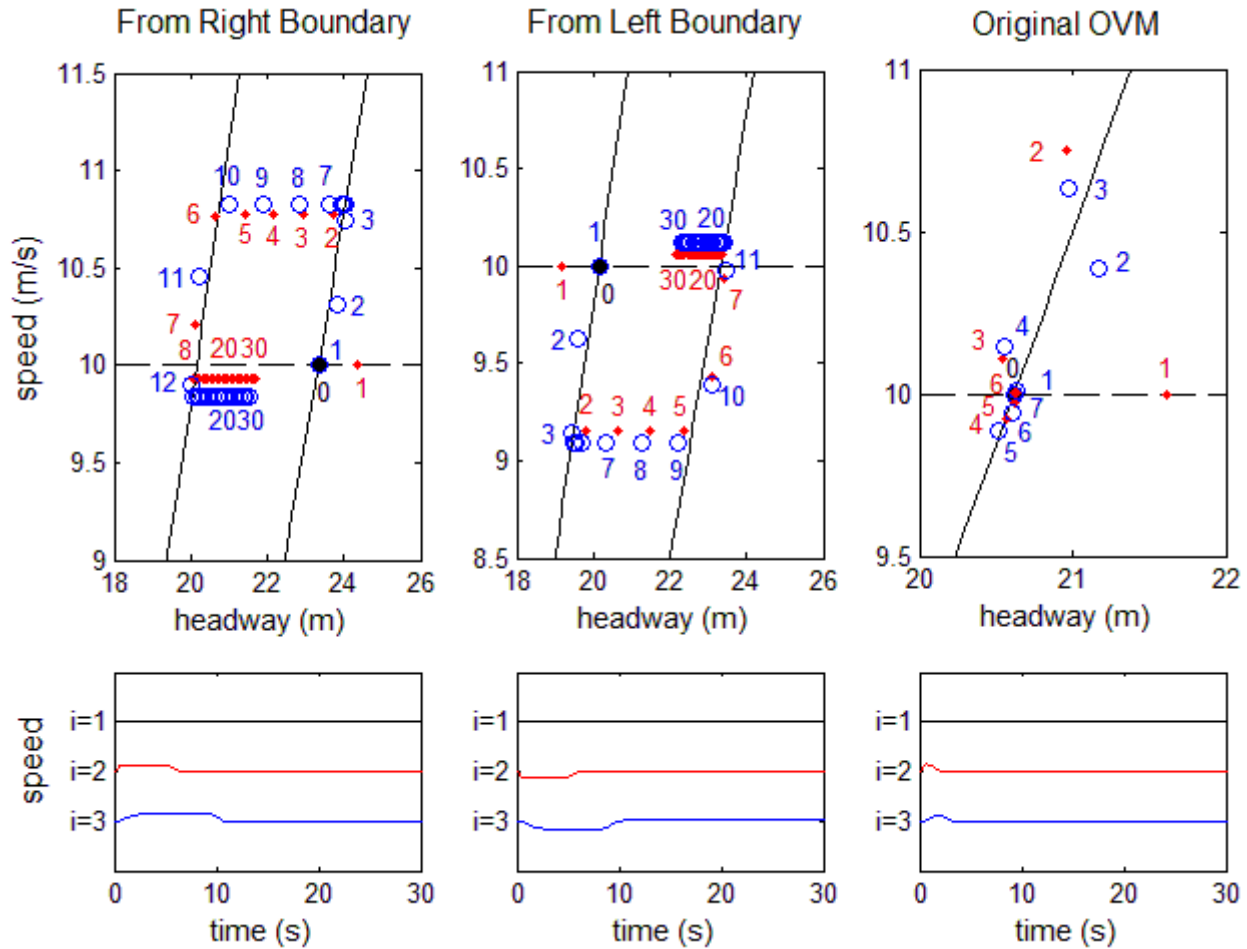 From Right Boundary
From Left Boundary
Original OVM
speed (m/s)
11.5
11
10.5
10
9.5
9
18 20 22 24 26
headway (m)
10 9 8 7
6 5 4 3 2 3
11
2
7
8 20 30
1
0 1
12
20 30
11
10.5
10
9.5
9
8.5
18 20 22 24 26
headway (m)
1 30 20
11
1 0 30 20 7
2
6
10
2 3 4 5
3
7 8 9
11
10.5
10
9.5
20 21 22
headway (m)
2
3
2
3 4
0
6 1 1
5 7
4 6
5
speed
i=1
i=2
i=3
0 10 20 30
time (s)
i=1
i=2
i=3
0 10 20 30
time (s)
i=1
i=2
i=3
0 10 20 30
time (s)